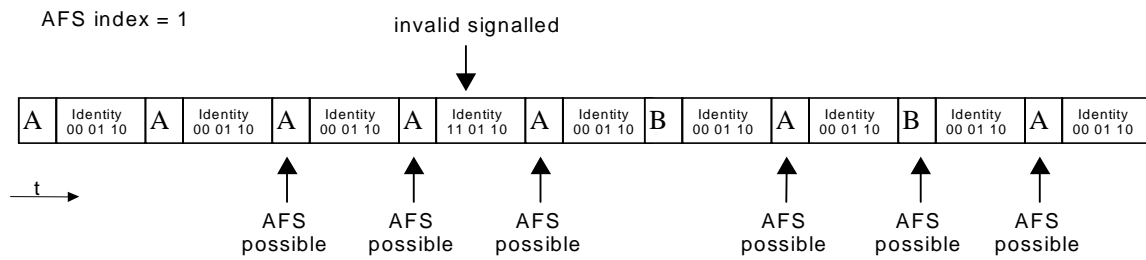 AFS index = 1
invalid signalled
A Identity 00 01 10 A Identity 00 01 10 A Identity 00 01 10 A Identity 11 01 10 A Identity 00 01 10 B Identity 00 01 10 A Identity 00 01 10 B Identity 00 01 10 A Identity 00 01 10
t
AFS possible AFS possible AFS possible AFS possible AFS possible AFS possible